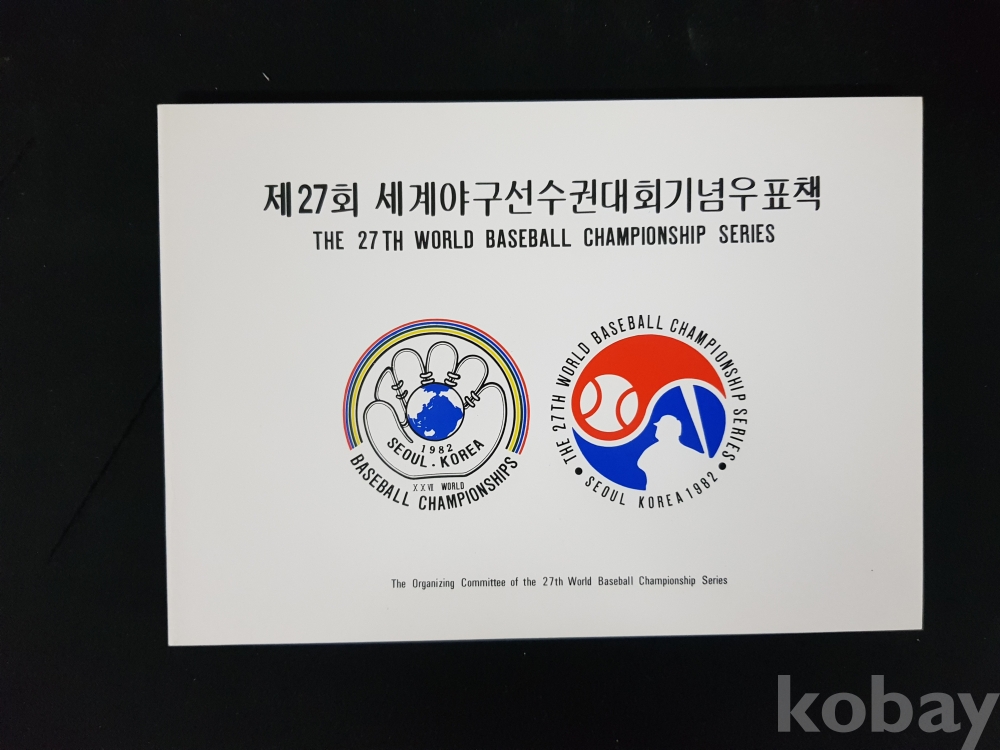 제27회 세계야구선수권대회기념우표책
THE 27TH WORLD BASEBALL CHAMPIONSHIP SERIES
1982
SEOUL - KOREA
XXVII WORLD
BASEBALL CHAMPIONSHIPS
THE 27TH WORLD BASEBALL CHAMPIONSHIP SERIES
• SEOUL KOREA 1982 •
The Organizing Committee of the 27th World Baseball Championship Series
kobay